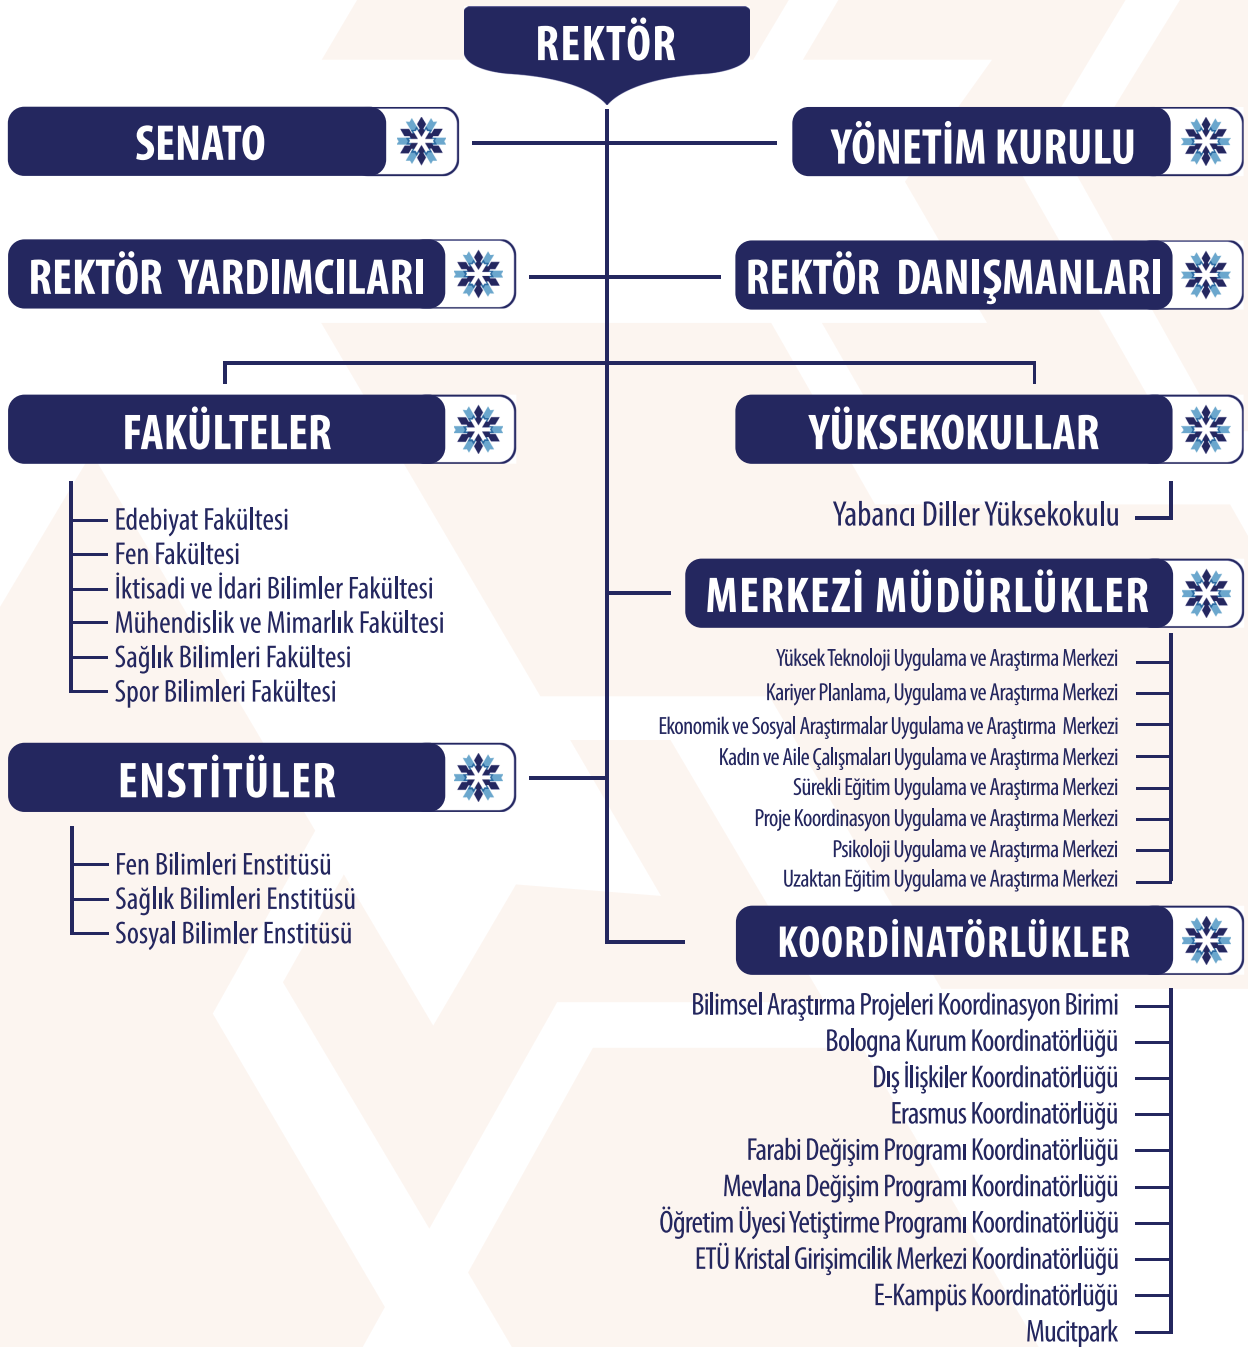 REKTÖR
SENATO
YÖNETİM KURULU
REKTÖR YARDIMCILARI
REKTÖR DANIŞMANLARI
FAKÜLTELER
Edebiyat Fakültesi
Fen Fakültesi
İktisadi ve İdari Bilimler Fakültesi
Mühendislik ve Mimarlık Fakültesi
Sağlık Bilimleri Fakültesi
Spor Bilimleri Fakültesi
ENSTİTÜLER
Fen Bilimleri Enstitüsü
Sağlık Bilimleri Enstitüsü
Sosyal Bilimler Enstitüsü
YÜKSEKOKULLAR
Yabancı Diller Yüksekokulu
MERKEZİ MÜDÜRLÜKLER
Yüksek Teknoloji Uygulama ve Araştırma Merkezi
Kariyer Planlama, Uygulama ve Araştırma Merkezi
Ekonomik ve Sosyal Araştırmalar Uygulama ve Araştırma Merkezi
Kadın ve Aile Çalışmaları Uygulama ve Araştırma Merkezi
Sürekli Eğitim Uygulama ve Araştırma Merkezi
Proje Koordinasyon Uygulama ve Araştırma Merkezi
Psikoloji Uygulama ve Araştırma Merkezi
Uzaktan Eğitim Uygulama ve Araştırma Merkezi
KOORDİNATÖRLÜKLER
Bilimsel Araştırma Projeleri Koordinasyon Birimi
Bologna Kurum Koordinatörlüğü
Dış İlişkiler Koordinatörlüğü
Erasmus Koordinatörlüğü
Farabi Değişim Programı Koordinatörlüğü
Mevlana Değişim Programı Koordinatörlüğü
Öğretim Üyesi Yetiştirme Programı Koordinatörlüğü
ETÜ Kristal Girişimcilik Merkezi Koordinatörlüğü
E-Kampüs Koordinatörlüğü
Mucitpark